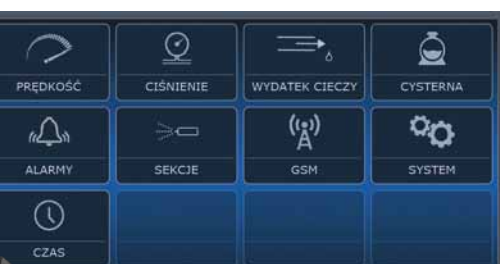 PRĘDKOŚĆ
CIŚNIENIE
WYDATEK CIECZY
CYSTERNA
ALARMY
SEKCJE
GSM
SYSTEM
CZAS